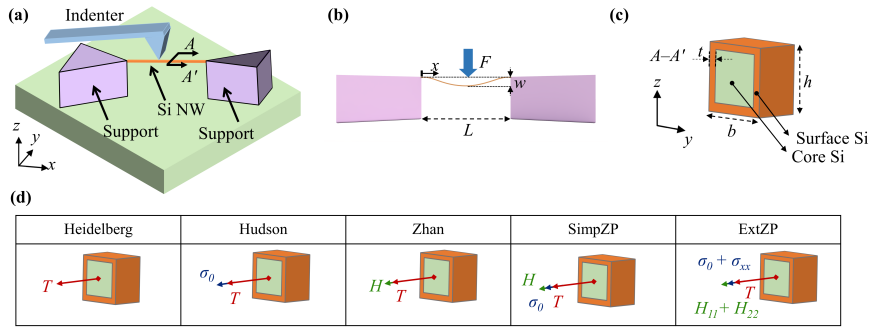 (a)
Indenter
A
A′
Si NW
Support
Support
z
y
x
(b)
x
F
w
L
(c)
A–A′
t
h
z
y
b
Surface Si
Core Si
(d)
Heidelberg Hudson Zhan SimpZP ExtZP
T
σ₀ T
H T
H σ₀ T
σ₀ + σₓₓ T
H₁₁+ H₂₂